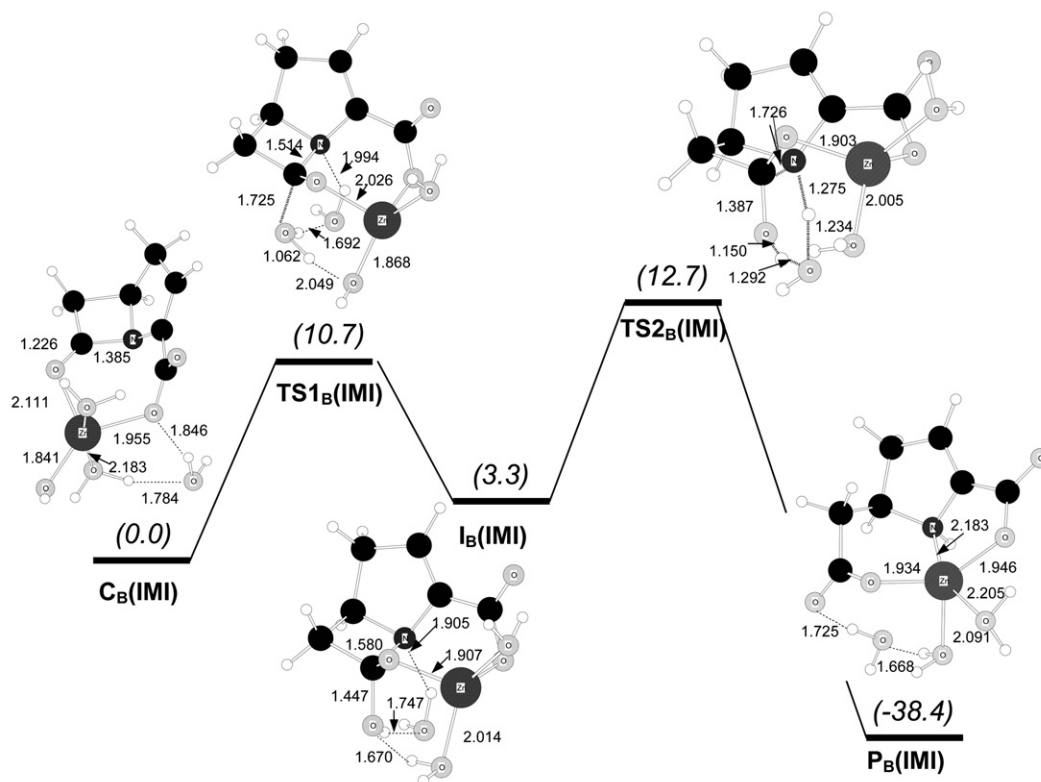 1.726
1.903
1.275
1.387
2.005
1.234
1.150
1.292
N
Zn
O
O
O
O
O
O
(12.7)
TS2B(IMI)
1.514
1.994
2.026
1.725
1.692
1.062
1.868
2.049
N
O
O
O
O
O
(10.7)
TS1B(IMI)
1.226
1.385
2.111
1.955
1.846
1.841
2.183
1.784
N
O
O
O
O
O
O
O
(0.0)
CB(IMI)
(3.3)
IB(IMI)
1.905
1.580
1.907
1.447
1.747
2.014
1.670
N
O
O
O
O
2.183
1.934
1.946
2.205
1.725
2.091
1.668
N
O
O
O
O
O
O
(-38.4)
PB(IMI)